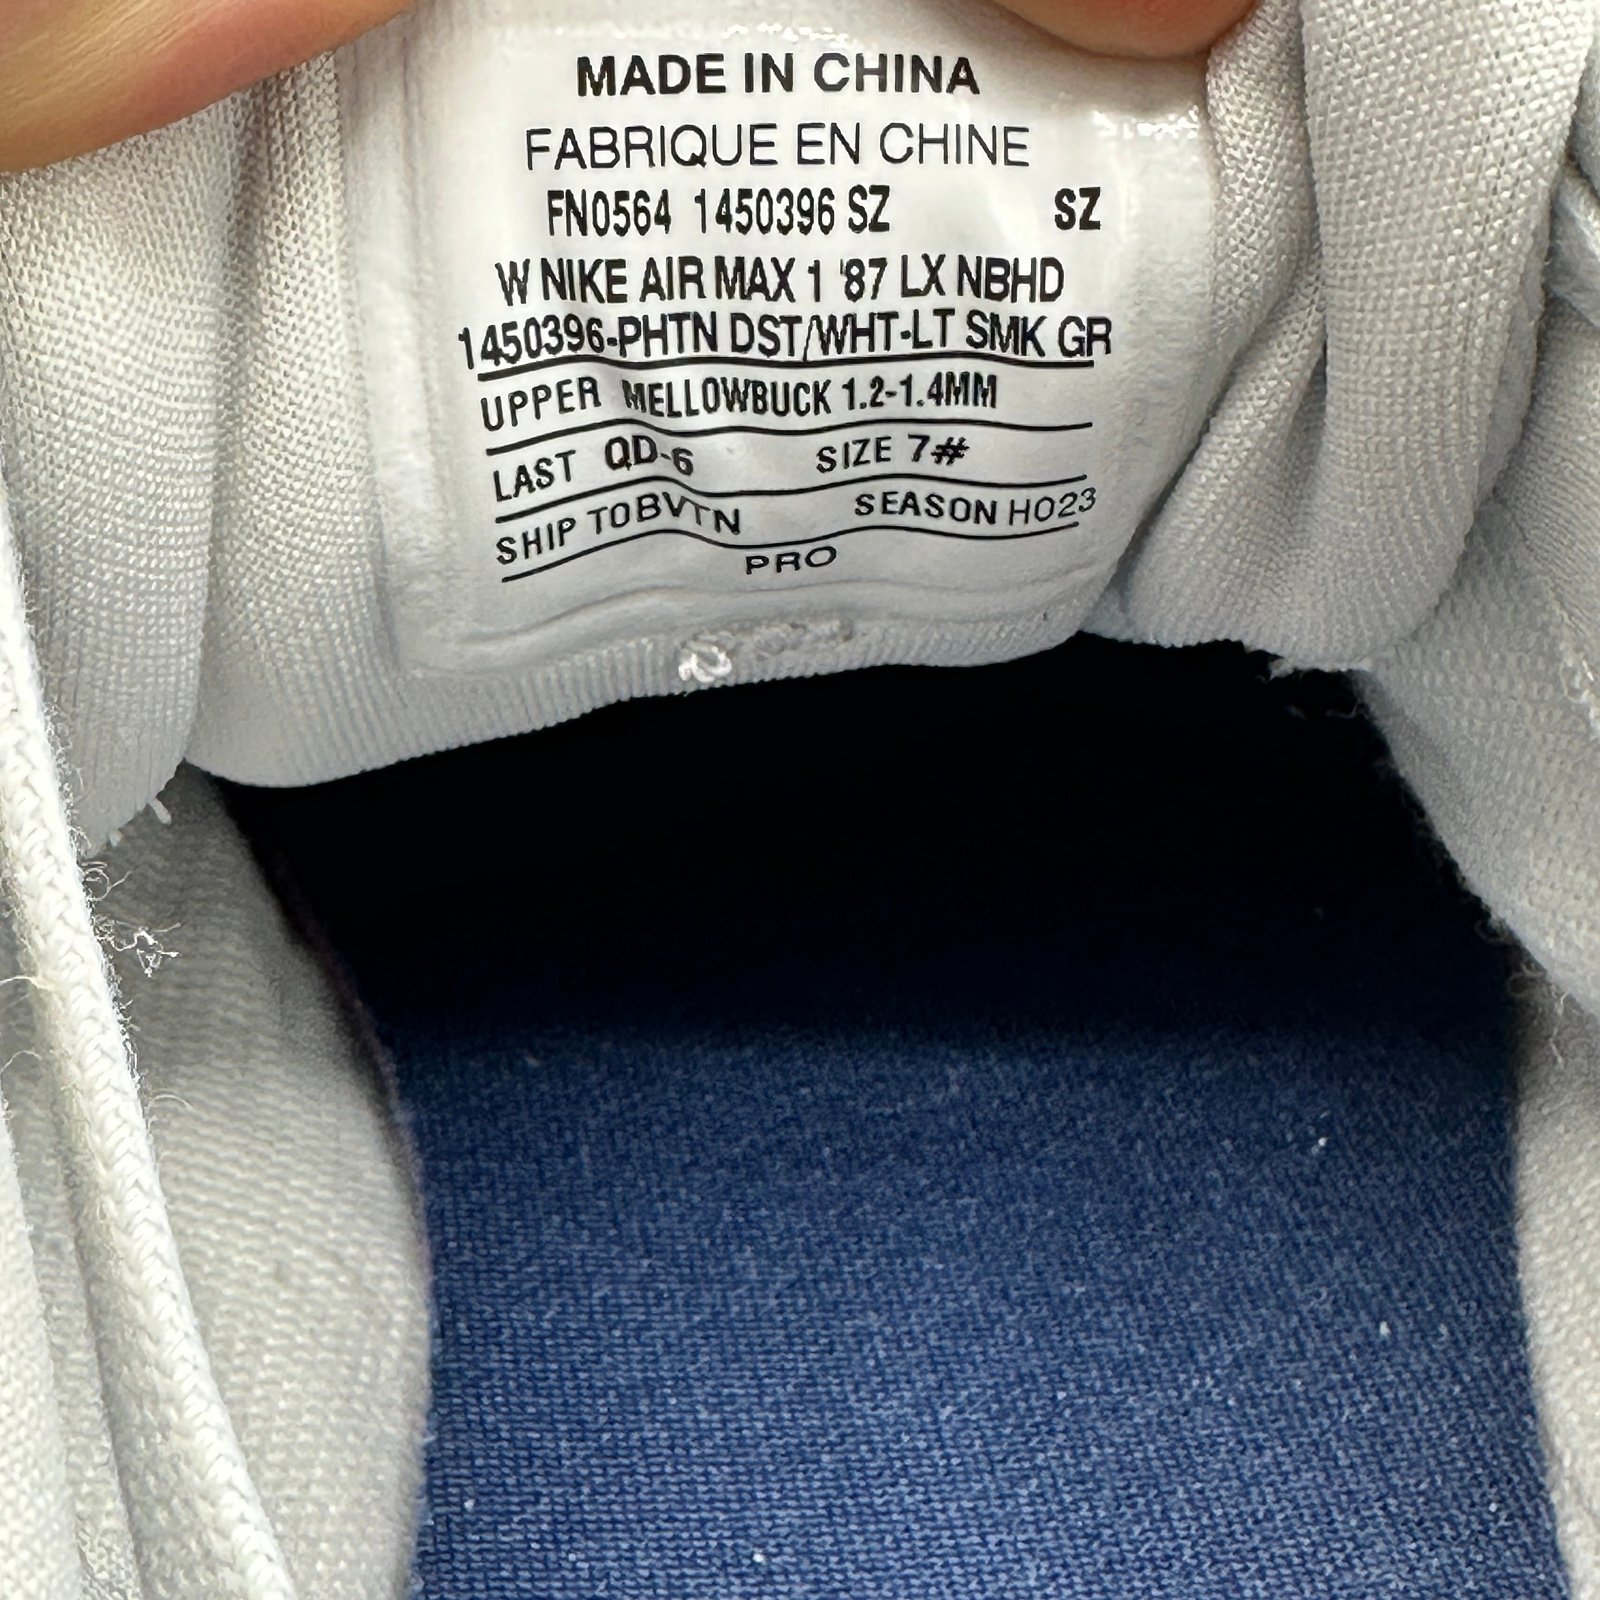 MADE IN CHINA
FABRIQUE EN CHINE
FN0564 1450396 SZ SZ
W NIKE AIR MAX 1 '87 LX NBHD
1450396-PHTN DST/WHT-LT SMK GR
UPPER MELLOWBUCK 1.2-1.4MM
LAST QD-6 SIZE 7#
SHIP TOBVTN SEASON HO23
PRO